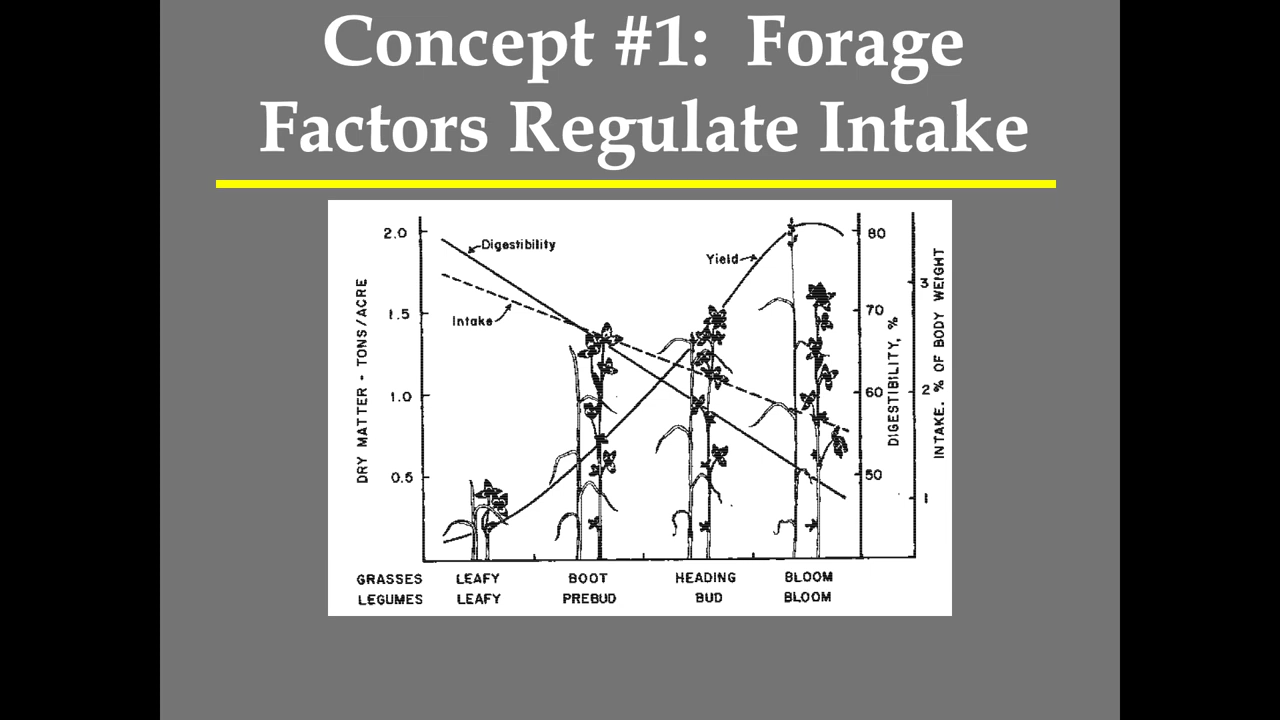 Concept #1: Forage
Factors Regulate Intake
DRY MATTER - TONS/ACRE
2.0
1.5
1.0
0.5
Digestibility
Intake
Yield
80
70
60
50
DIGESTIBILITY, %
3
2
1
INTAKE. % OF BODY WEIGHT
GRASSES LEAFY BOOT HEADING BLOOM
LEGUMES LEAFY PREBUD BUD BLOOM